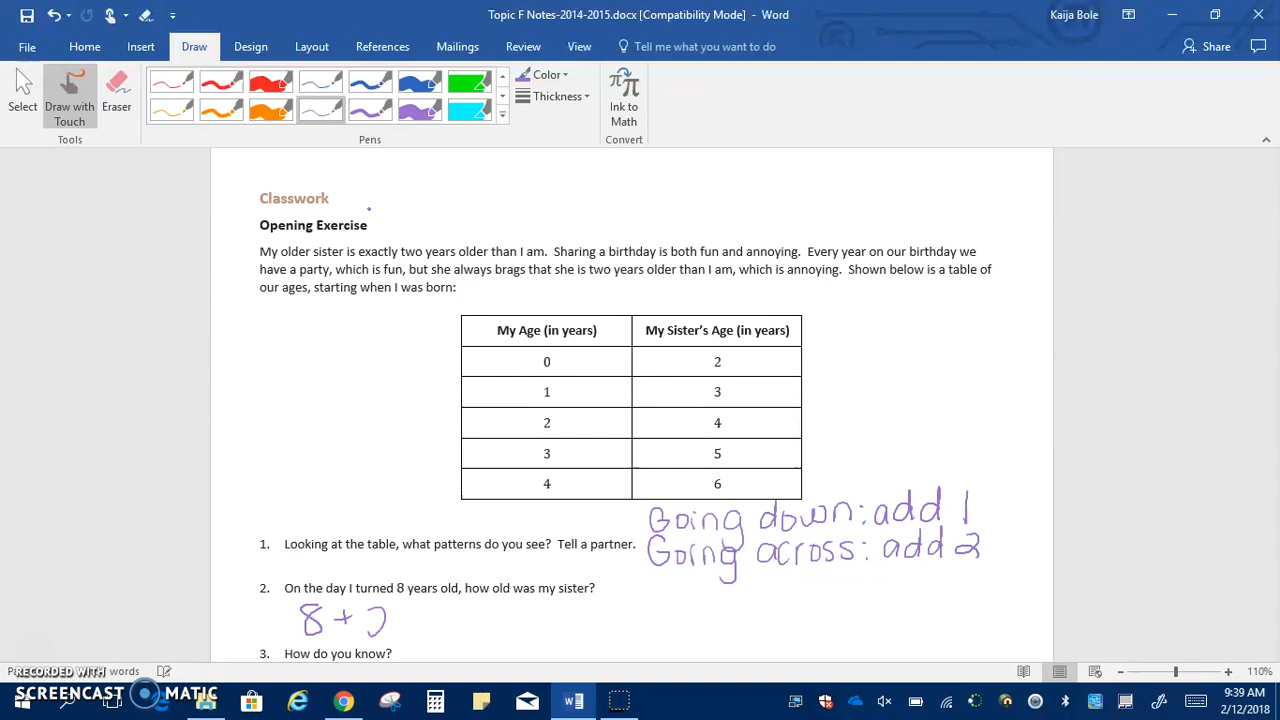 Topic F Notes-2014-2015.docx [Compatibility Mode] - Word
Kaija Bole
File Home Insert Draw Design Layout References Mailings Review View Tell me what you want to do Share
Select
Draw with Touch
Eraser
Color
Thickness
Ink to Math
Tools Pens Convert
Classwork
Opening Exercise
My older sister is exactly two years older than I am. Sharing a birthday is both fun and annoying. Every year on our birthday we
have a party, which is fun, but she always brags that she is two years older than I am, which is annoying. Shown below is a table of
our ages, starting when I was born:
My Age (in years) My Sister's Age (in years)
0 2
1 3
2 4
3 5
4 6
Going down: add 1
1. Looking at the table, what patterns do you see? Tell a partner.
Going across: add 2
2. On the day I turned 8 years old, how old was my sister?
8 +
3. How do you know?
words
110%
RECORDED WITH
SCREENCAST MATIC
9:39 AM
2/12/2018